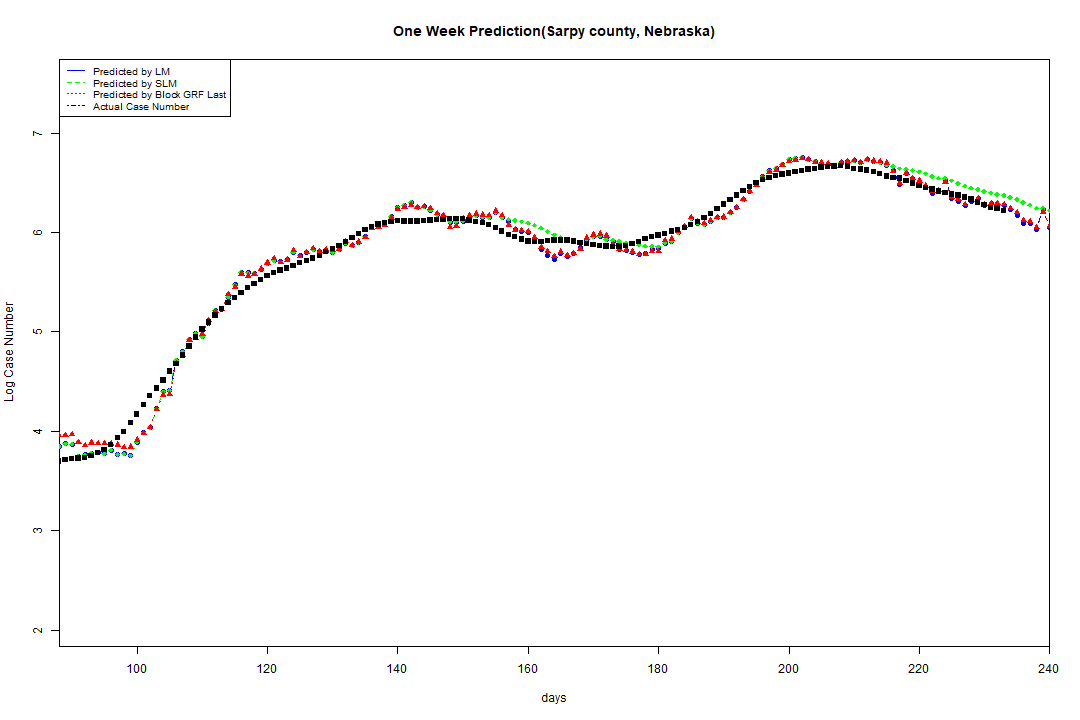 One Week Prediction(Sarpy county, Nebraska)
Predicted by LM
Predicted by SLM
Predicted by Block GRF Last
Actual Case Number
7
6
5
4
3
2
Log Case Number
100 120 140 160 180 200 220 240
days